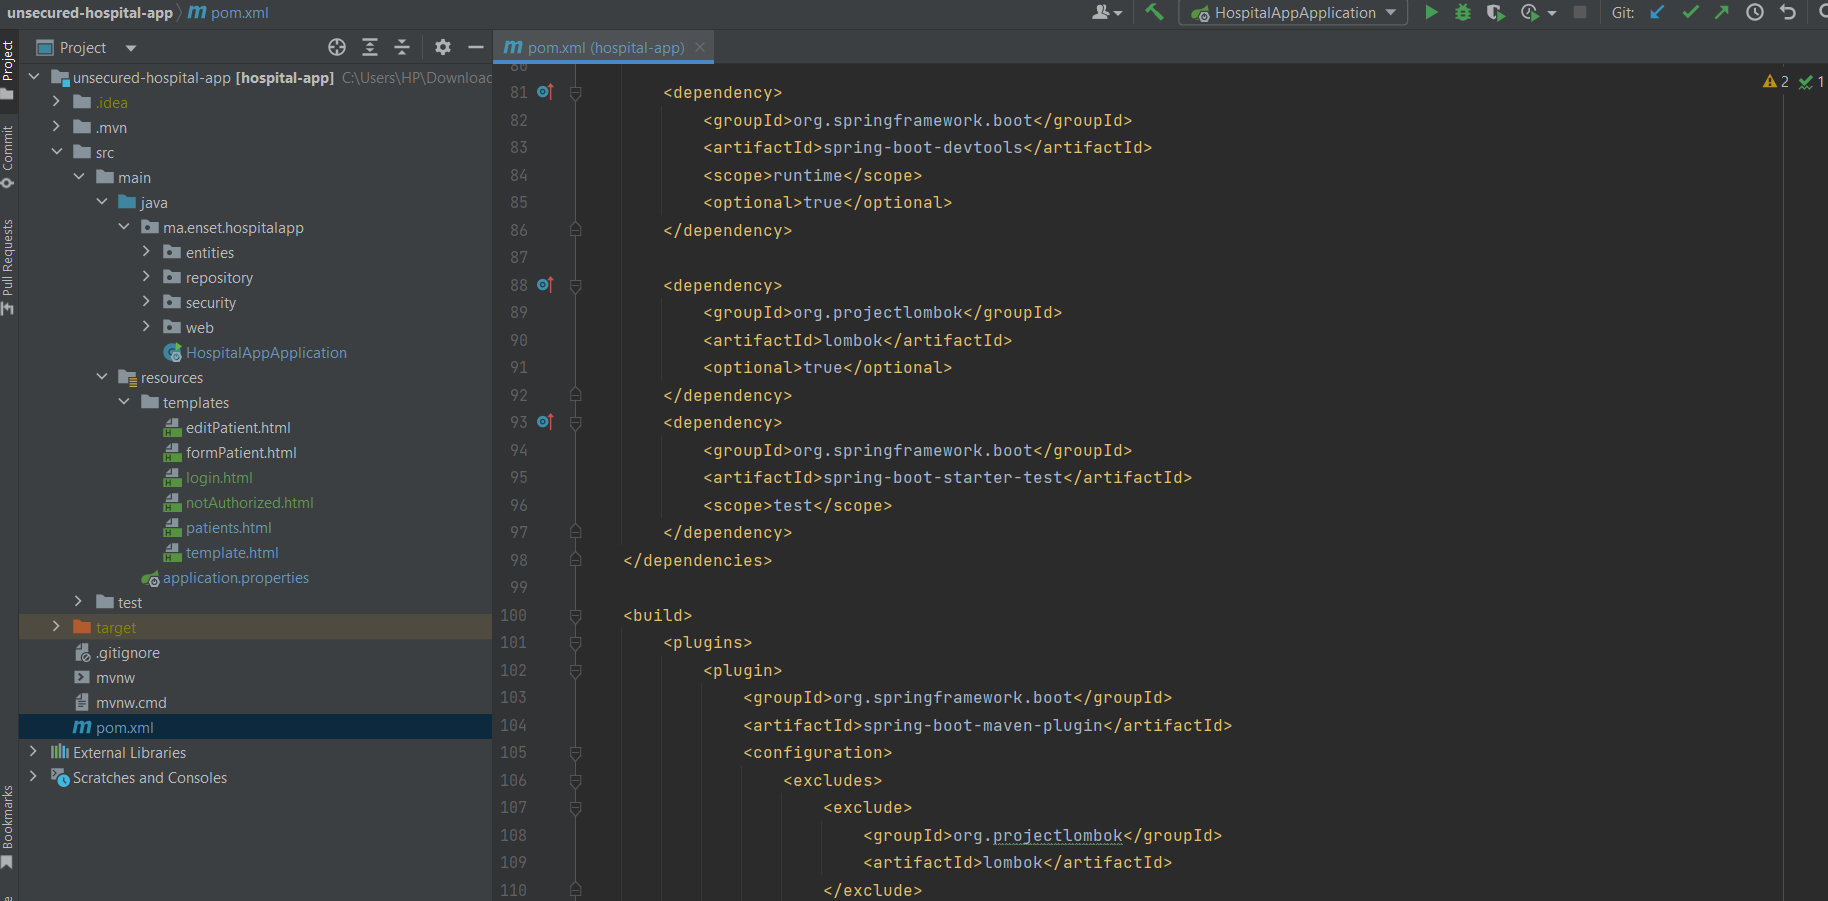 unsecured-hospital-app pom.xml
HospitalAppApplication
Git:
Project
pom.xml (hospital-app)
Project
Commit
Pull Requests
Bookmarks
unsecured-hospital-app [hospital-app] C:\Users\HP\Downloac
.idea
.mvn
src
main
java
ma.enset.hospitalapp
entities
repository
security
web
HospitalAppApplication
resources
templates
editPatient.html
formPatient.html
login.html
notAuthorized.html
patients.html
template.html
application.properties
test
target
.gitignore
mvnw
mvnw.cmd
pom.xml
External Libraries
Scratches and Consoles
2 1
80
81 <dependency>
82 <groupId>org.springframework.boot</groupId>
83 <artifactId>spring-boot-devtools</artifactId>
84 <scope>runtime</scope>
85 <optional>true</optional>
86 </dependency>
87
88 <dependency>
89 <groupId>org.projectlombok</groupId>
90 <artifactId>lombok</artifactId>
91 <optional>true</optional>
92 </dependency>
93 <dependency>
94 <groupId>org.springframework.boot</groupId>
95 <artifactId>spring-boot-starter-test</artifactId>
96 <scope>test</scope>
97 </dependency>
98 </dependencies>
99
100 <build>
101 <plugins>
102 <plugin>
103 <groupId>org.springframework.boot</groupId>
104 <artifactId>spring-boot-maven-plugin</artifactId>
105 <configuration>
106 <excludes>
107 <exclude>
108 <groupId>org.projectlombok</groupId>
109 <artifactId>lombok</artifactId>
110 </exclude>